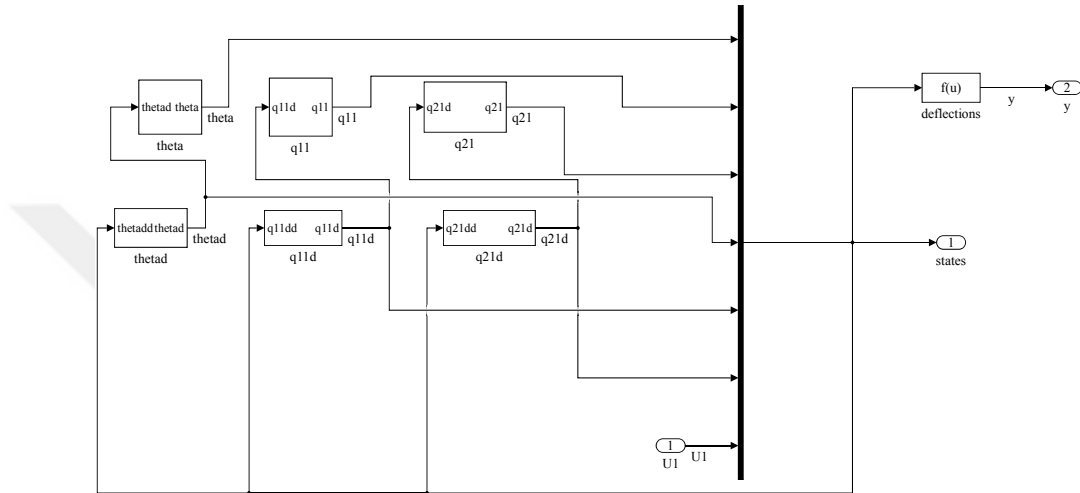 f(u)
y
2
deflections
y
thetad theta
theta
theta
q11d q11
q11
q11
q21d q21
q21
q21
thetadd thetad
thetad
thetad
q11dd q11d
q11d
q11d
q21dd q21d
q21d
q21d
1
states
1
U1
U1